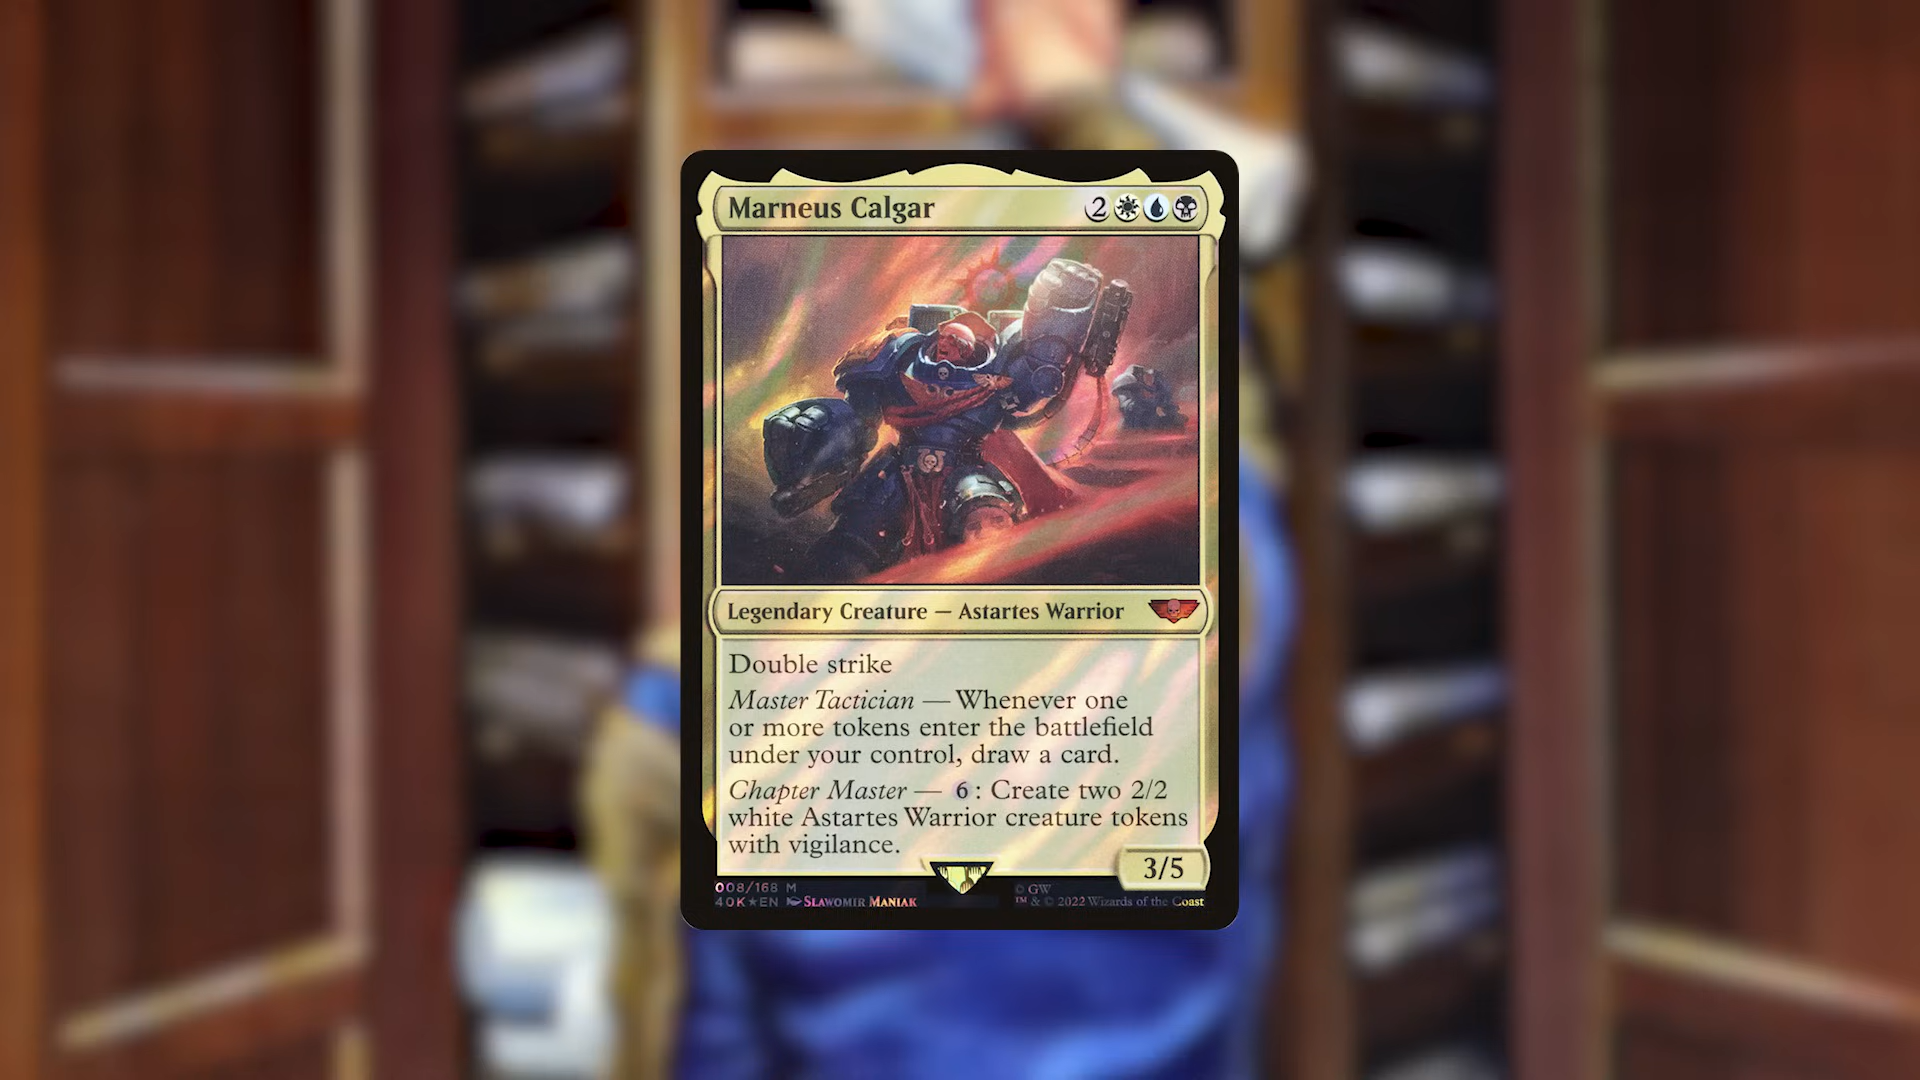 Marneus Calgar 2
Legendary Creature — Astartes Warrior
Double strike
Master Tactician — Whenever one
or more tokens enter the battlefield
under your control, draw a card.
Chapter Master — 6: Create two 2/2
white Astartes Warrior creature tokens
with vigilance.
3/5
008/168 M
40K★EN SLAWOMIR MANIAK
© GW
™ & © 2022 Wizards of the Coast